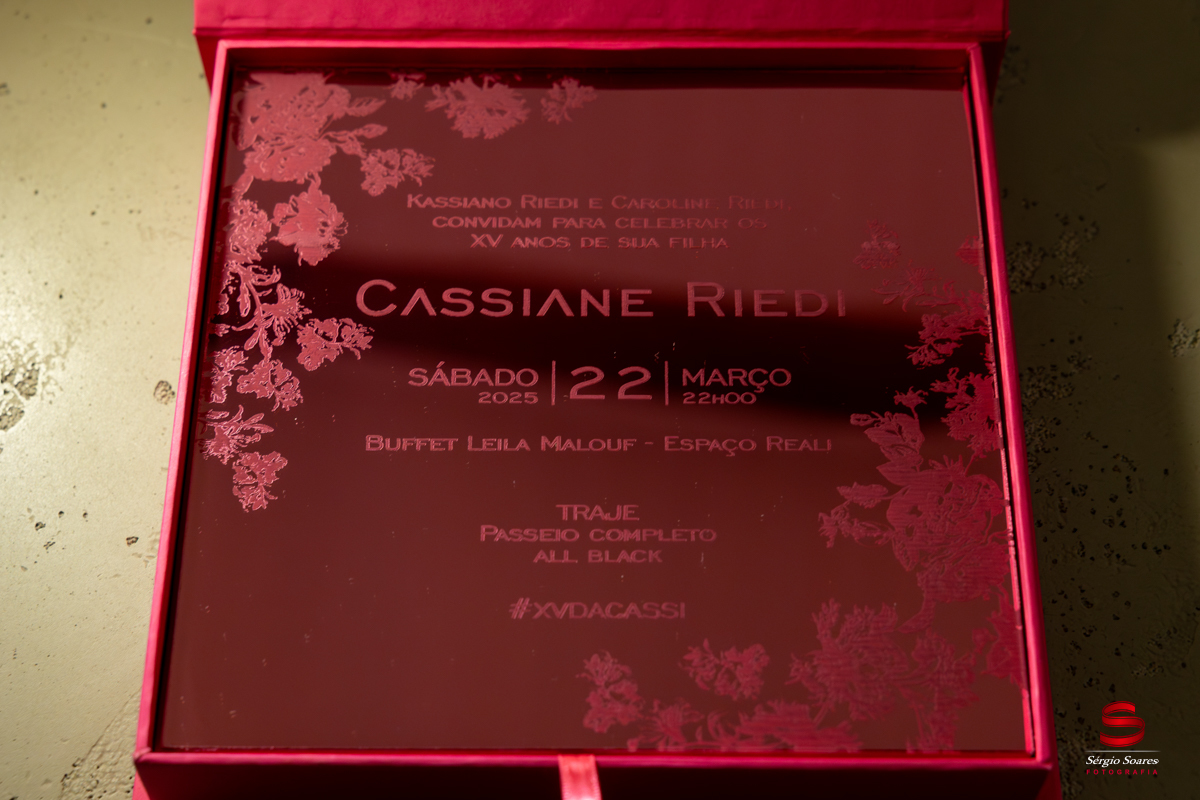 Kassiano Riedi e Caroline Riedi,
convidam para celebrar os
XV anos de sua filha
Cassiane Riedi
SÁBADO | 22 | MARÇO
2025 22H00
Buffet Leila Malouf - Espaço Reali
TRAJE
Passeio completo
ALL BLACK
#XVDACASSI
S
Sérgio Soares
FOTOGRAFIA